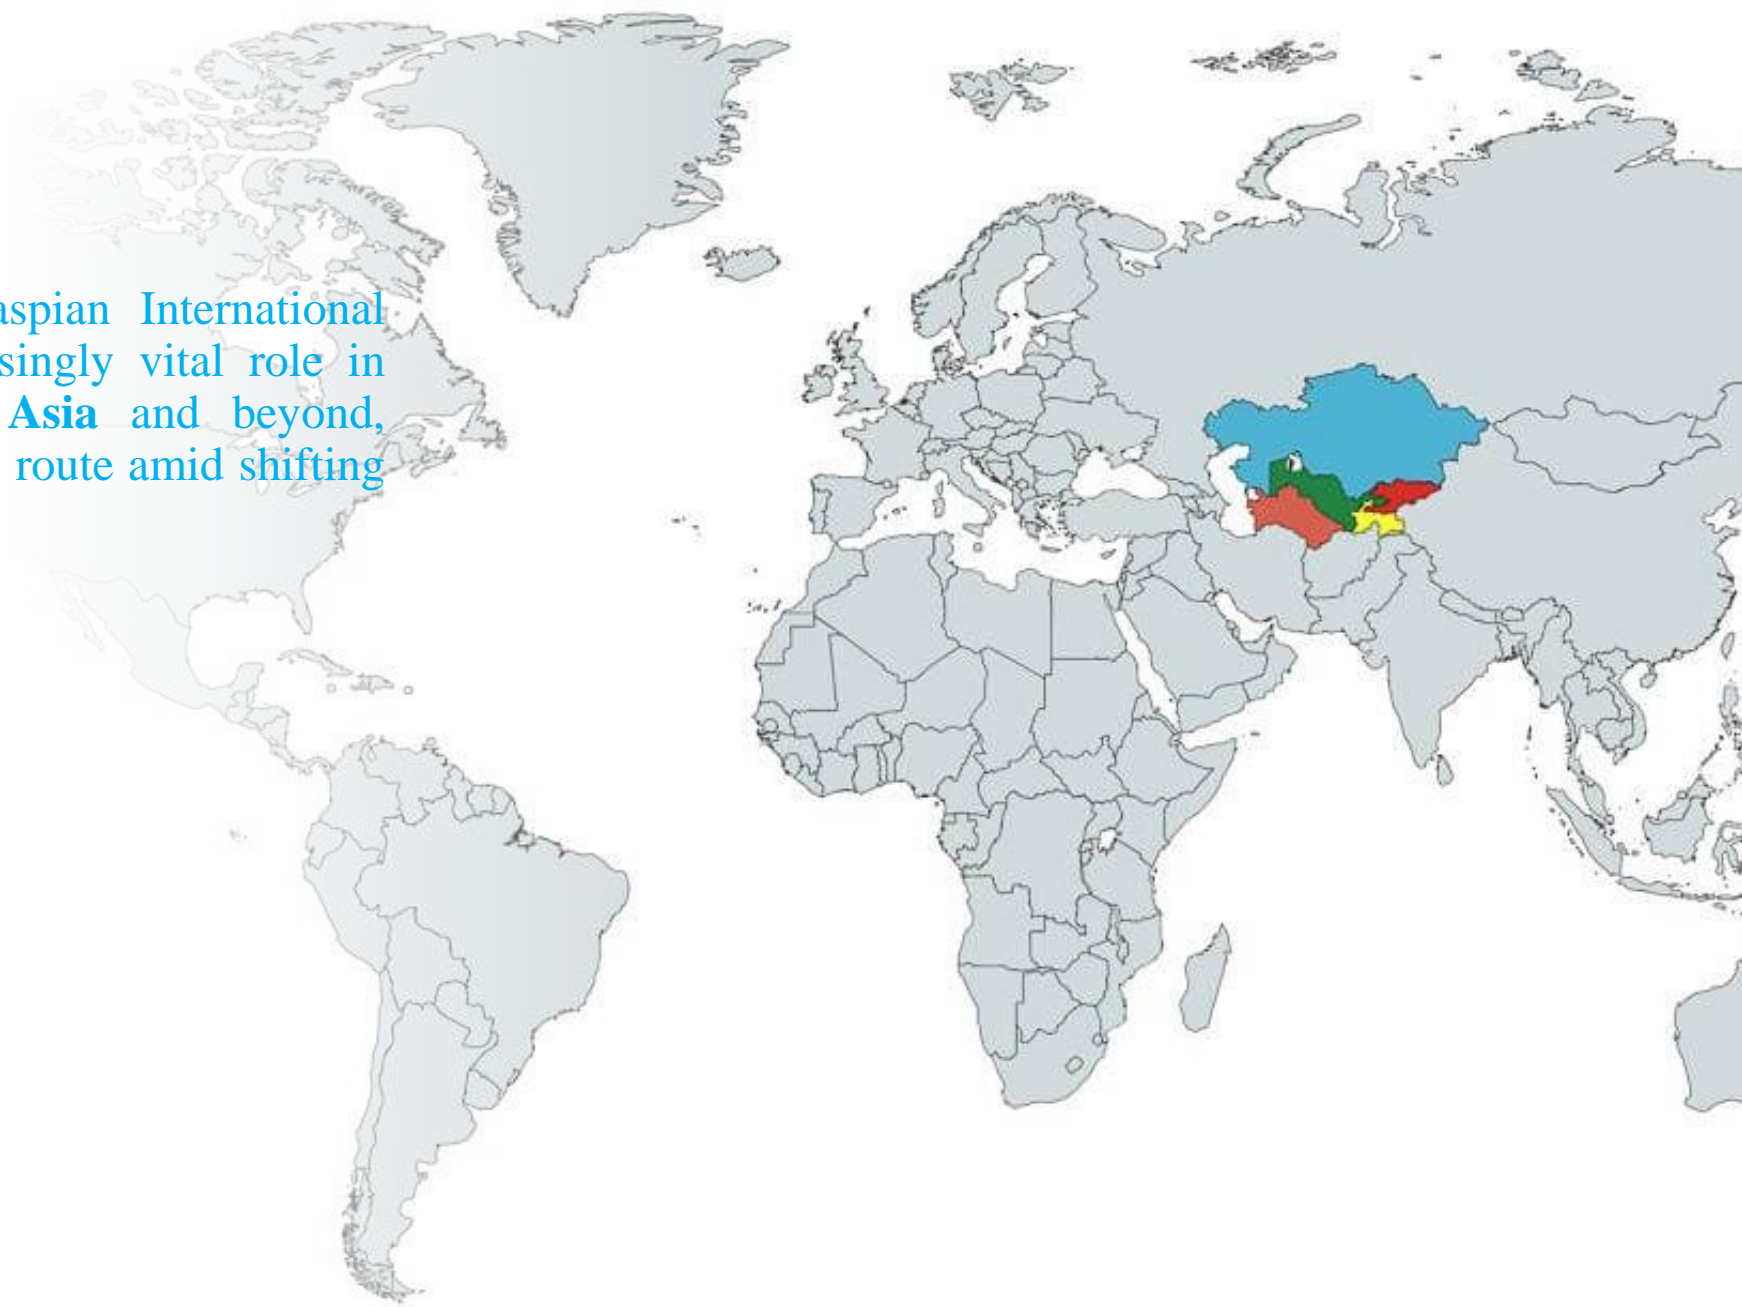 aspian International
singly vital role in
Asia and beyond,
route amid shifting